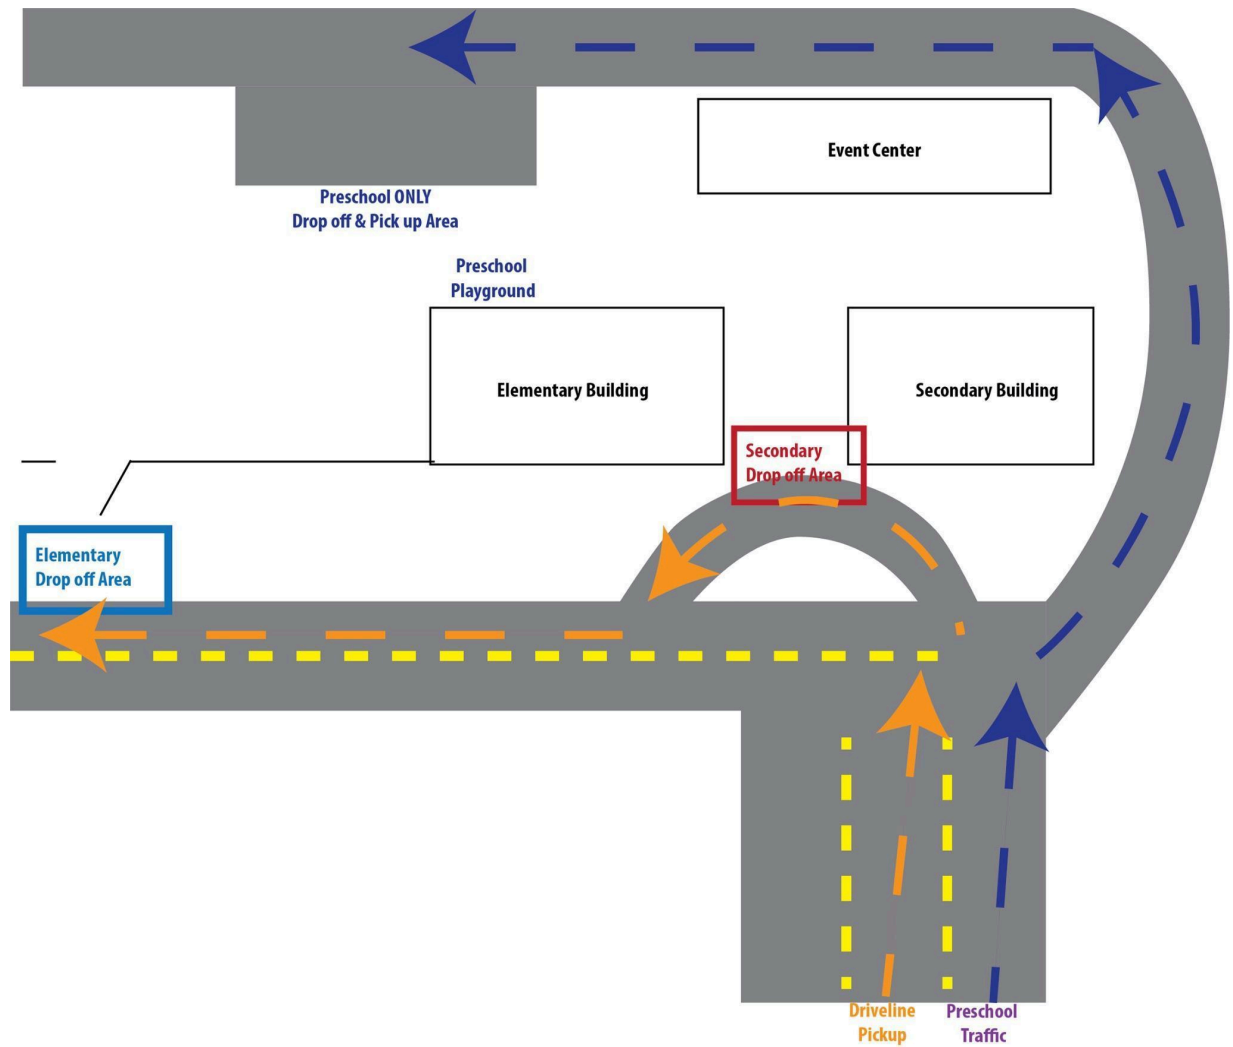 Event Center
Preschool ONLY
Drop off & Pick up Area
Preschool
Playground
Elementary Building
Secondary Building
Secondary
Drop off Area
Elementary
Drop off Area
Driveline
Pickup
Preschool
Traffic